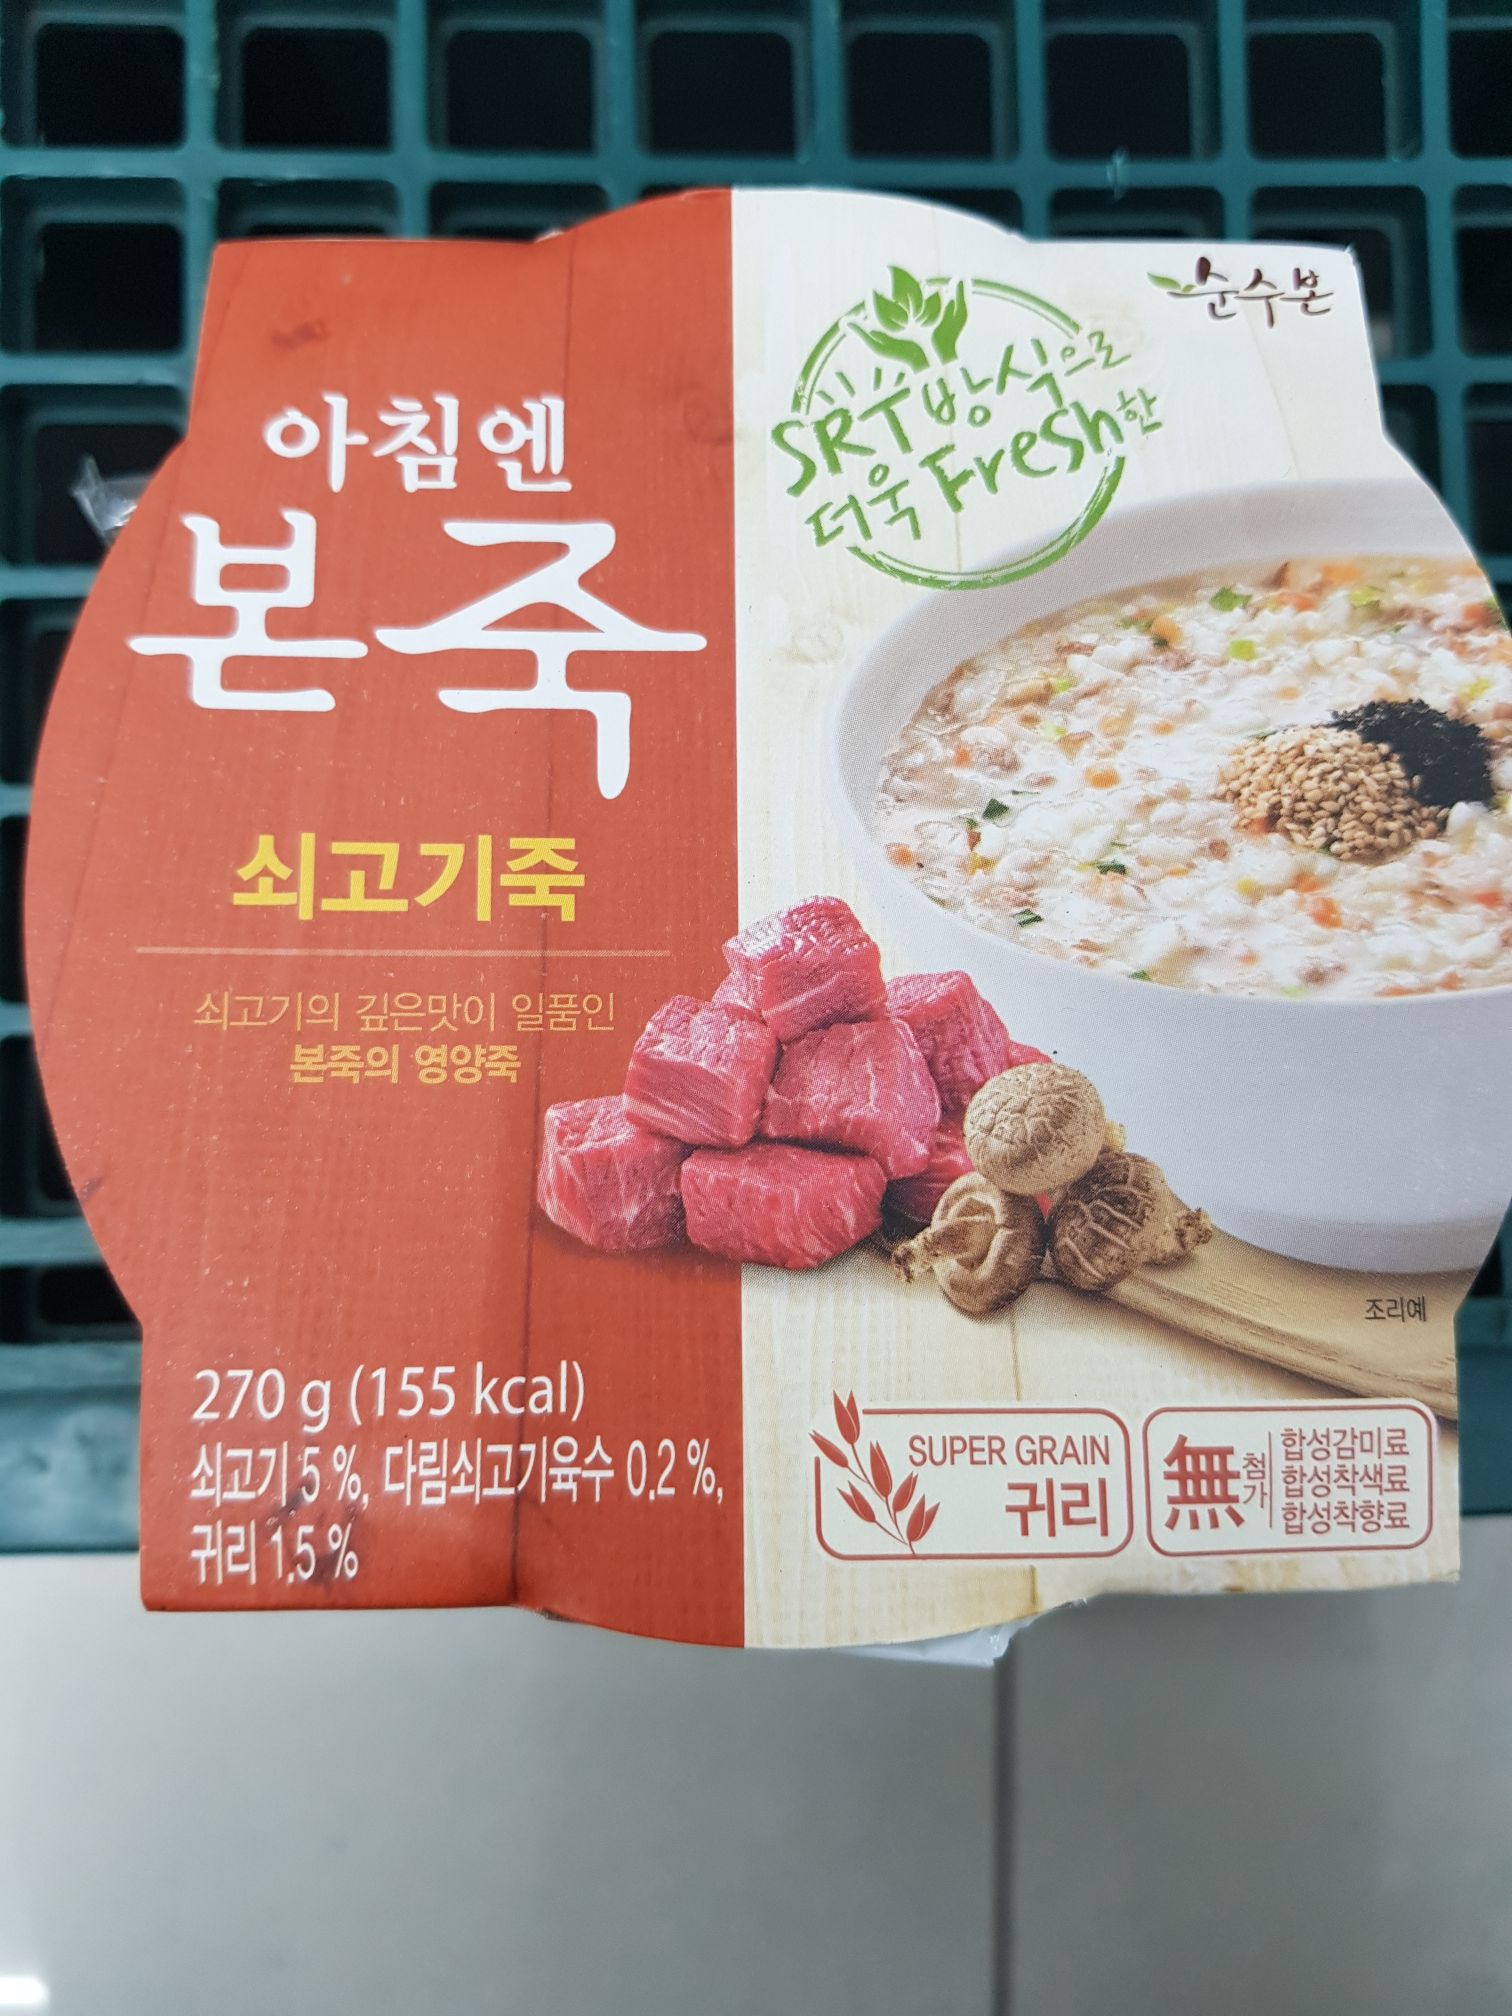 순수본
SRT방식으로
더욱 Fresh한
아침엔
본죽
쇠고기죽
쇠고기의 깊은맛이 일품인
본죽의 영양죽
조리예
270 g (155 kcal)
쇠고기 5 %, 다림쇠고기육수 0.2 %,
귀리 1.5 %
SUPER GRAIN
귀리
無 첨가
합성감미료
합성착색료
합성착향료